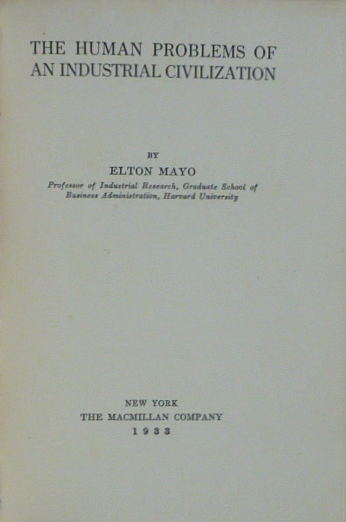 THE HUMAN PROBLEMS OF
AN INDUSTRIAL CIVILIZATION
BY
ELTON MAYO
Professor of Industrial Research, Graduate School of
Business Administration, Harvard University
NEW YORK
THE MACMILLAN COMPANY
1933